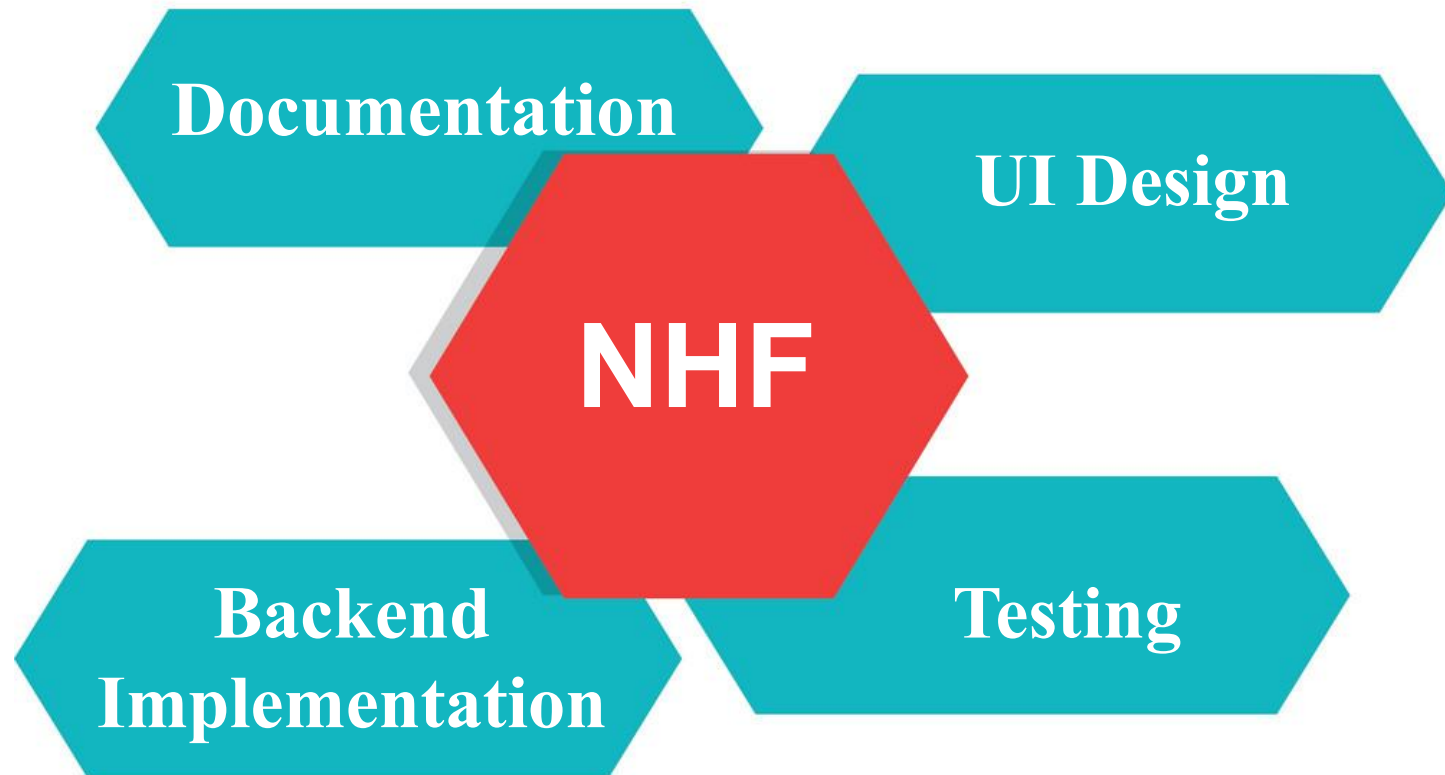 Documentation
UI Design
NHF
Backend
Implementation
Testing